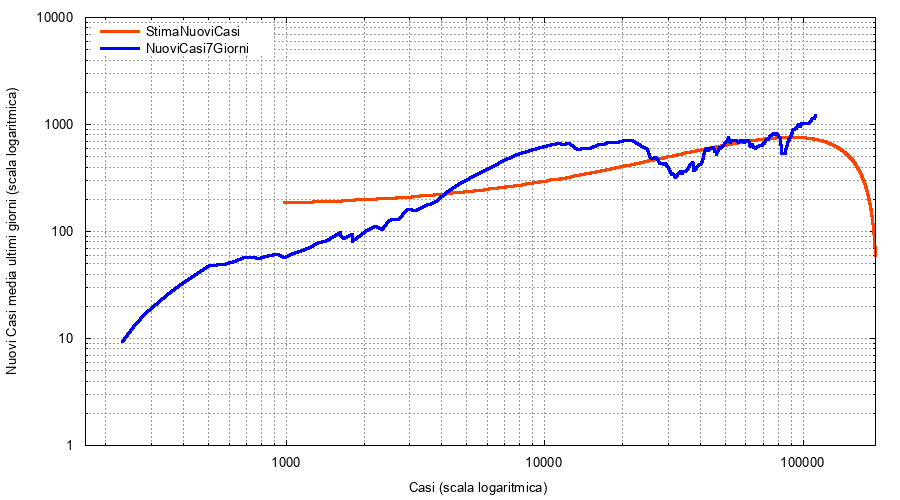 10000
1000
100
10
1
StimaNuoviCasi
NuoviCasi7Giorni
Nuovi Casi media ultimi giorni (scala logaritmica)
1000
10000
100000
Casi (scala logaritmica)